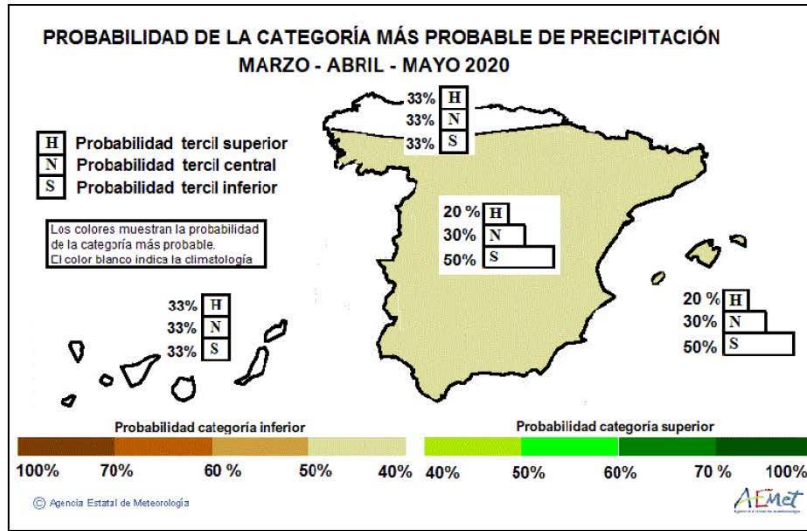 PROBABILIDAD DE LA CATEGORÍA MÁS PROBABLE DE PRECIPITACIÓN
MARZO - ABRIL - MAYO 2020
33% H
33% N
33% S
H Probabilidad tercil superior
N Probabilidad tercil central
S Probabilidad tercil inferior
Los colores muestran la probabilidad
de la categoría más probable.
El color blanco indica la climatología
20 % H
30% N
50% S
33% H
33% N
33% S
20 % H
30% N
50% S
Probabilidad categoría inferior
100% 70% 60 % 50% 40%
Probabilidad categoría superior
40% 50% 60% 70 % 100%
© Agencia Estatal de Meteorología
AEmet